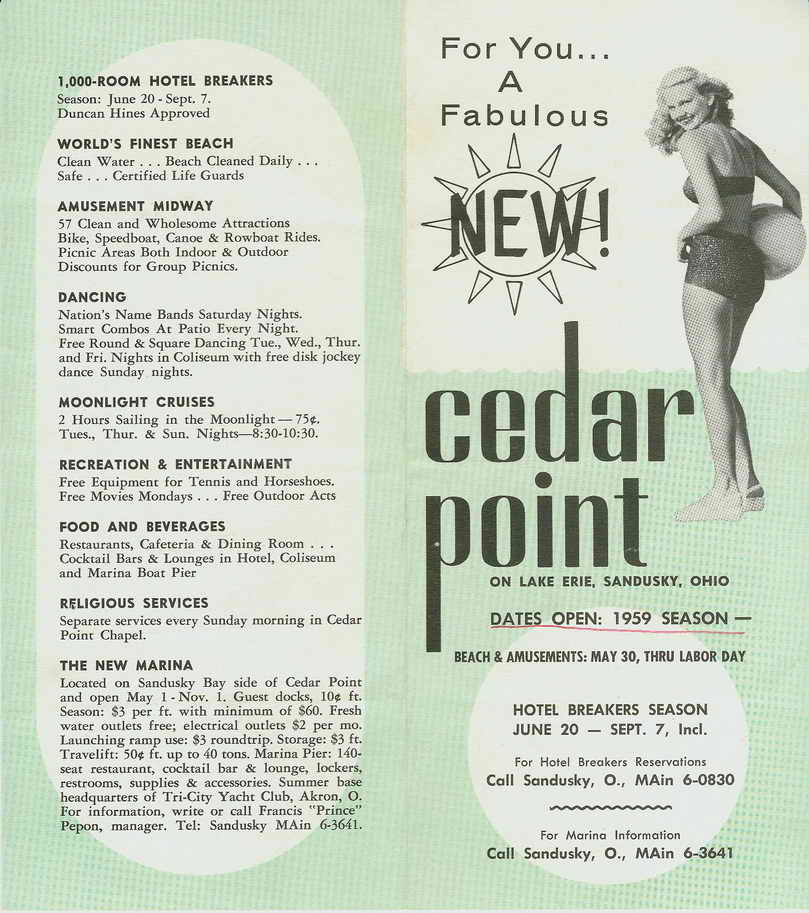 1,000-ROOM HOTEL BREAKERS
Season: June 20 - Sept. 7.
Duncan Hines Approved
WORLD'S FINEST BEACH
Clean Water . . . Beach Cleaned Daily . . .
Safe . . . Certified Life Guards
AMUSEMENT MIDWAY
57 Clean and Wholesome Attractions
Bike, Speedboat, Canoe & Rowboat Rides.
Picnic Areas Both Indoor & Outdoor
Discounts for Group Picnics.
DANCING
Nation's Name Bands Saturday Nights.
Smart Combos At Patio Every Night.
Free Round & Square Dancing Tue., Wed., Thur.
and Fri. Nights in Coliseum with free disk jockey
dance Sunday nights.
MOONLIGHT CRUISES
2 Hours Sailing in the Moonlight — 75¢.
Tues., Thur. & Sun. Nights—8:30-10:30.
RECREATION & ENTERTAINMENT
Free Equipment for Tennis and Horseshoes.
Free Movies Mondays . . . Free Outdoor Acts
FOOD AND BEVERAGES
Restaurants, Cafeteria & Dining Room . . .
Cocktail Bars & Lounges in Hotel, Coliseum
and Marina Boat Pier
RELIGIOUS SERVICES
Separate services every Sunday morning in Cedar
Point Chapel.
THE NEW MARINA
Located on Sandusky Bay side of Cedar Point
and open May 1 - Nov. 1. Guest docks, 10¢ ft.
Season: $3 per ft. with minimum of $60. Fresh
water outlets free; electrical outlets $2 per mo.
Launching ramp use: $3 roundtrip. Storage: $3 ft.
Travelift: 50¢ ft. up to 40 tons. Marina Pier: 140-
seat restaurant, cocktail bar & lounge, lockers,
restrooms, supplies & accessories. Summer base
headquarters of Tri-City Yacht Club, Akron, O.
For information, write or call Francis "Prince"
Pepon, manager. Tel: Sandusky MAin 6-3641.
For You...
A
Fabulous
NEW!
cedar
point
ON LAKE ERIE, SANDUSKY, OHIO
DATES OPEN: 1959 SEASON —
BEACH & AMUSEMENTS: MAY 30, THRU LABOR DAY
HOTEL BREAKERS SEASON
JUNE 20 — SEPT. 7, Incl.
For Hotel Breakers Reservations
Call Sandusky, O., MAin 6-0830
For Marina Information
Call Sandusky, O., MAin 6-3641